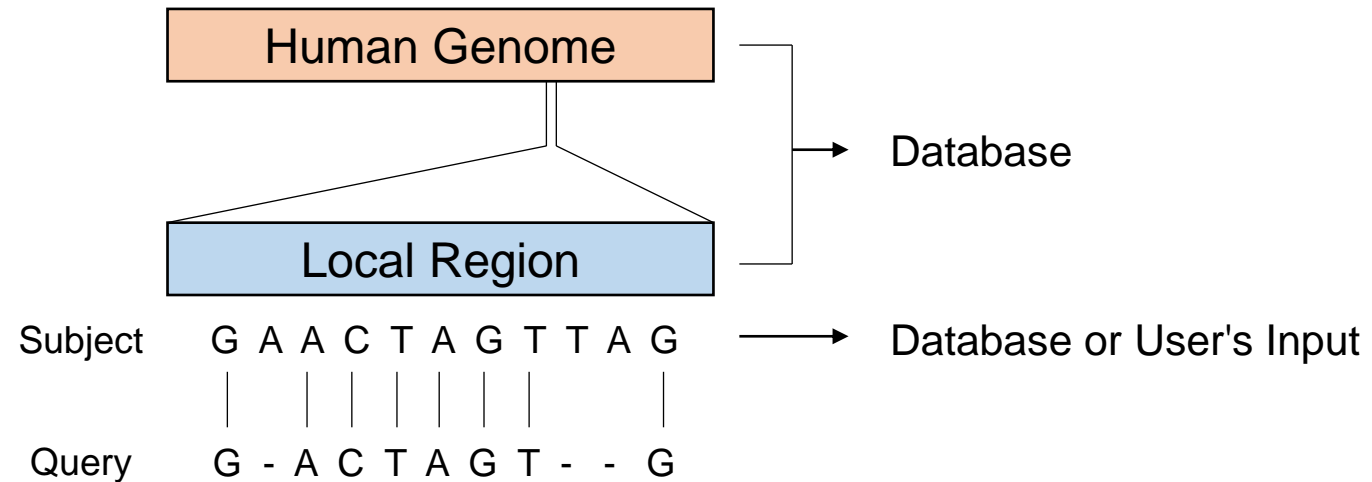 Human Genome
Database
Local Region
Subject G A A C T A G T T A G Database or User's Input
Query G - A C T A G T - - G